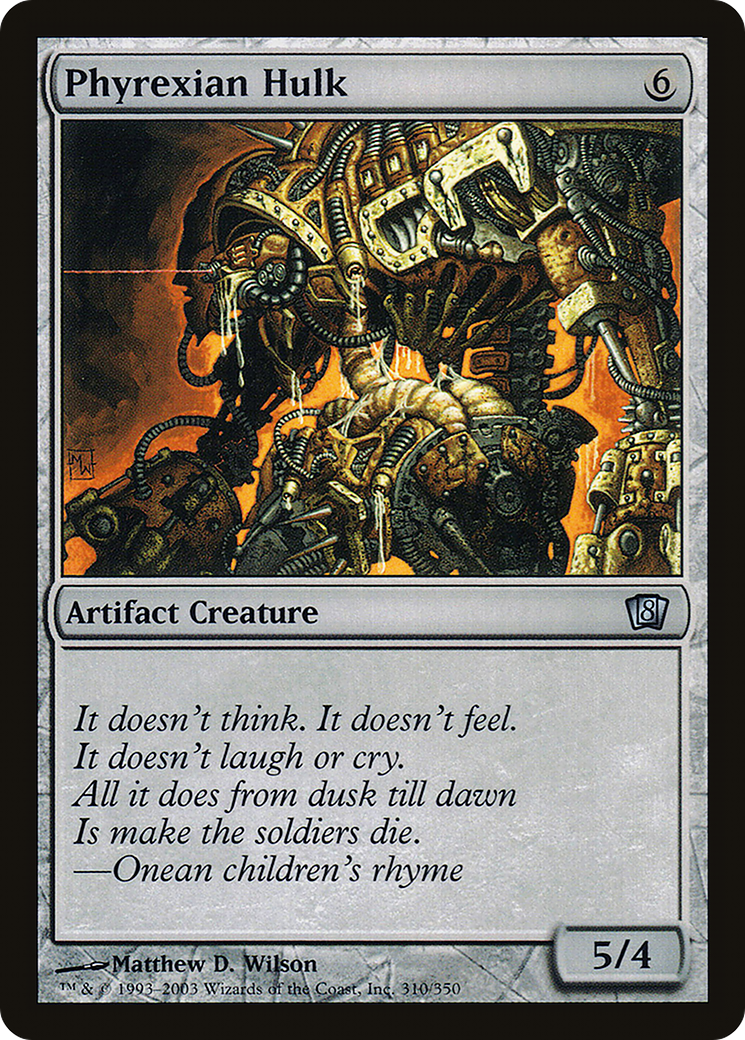 Phyrexian Hulk
6
MW
Artifact Creature
8
It doesn't think. It doesn't feel.
It doesn't laugh or cry.
All it does from dusk till dawn
Is make the soldiers die.
—Onean children's rhyme
5/4
Matthew D. Wilson
™ & © 1993–2003 Wizards of the Coast, Inc. 310/350